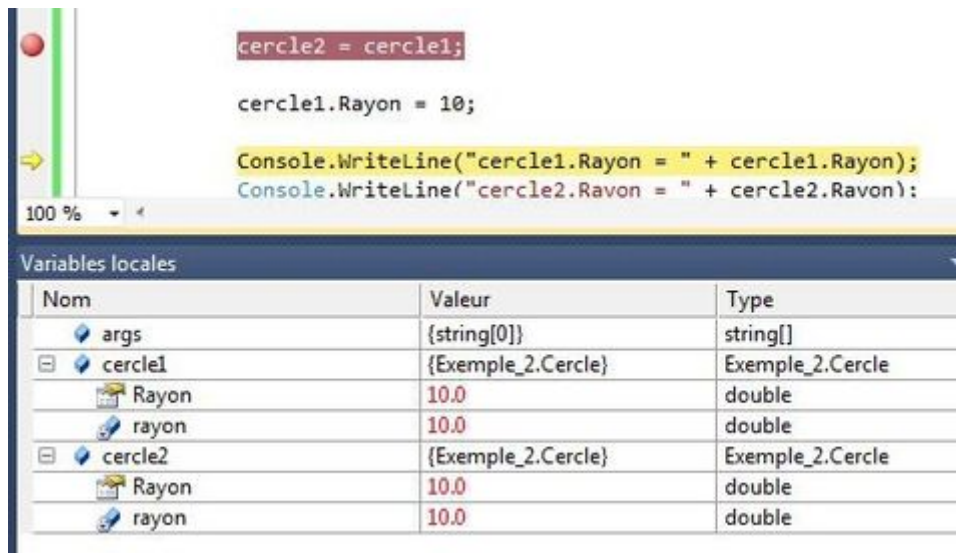 cercle2 = cercle1;
cercle1.Rayon = 10;
Console.WriteLine("cercle1.Rayon = " + cercle1.Rayon);
Console.WriteLine("cercle2.Rayon = " + cercle2.Rayon);
100 %
Variables locales
Nom Valeur Type
args {string[0]} string[]
cercle1 {Exemple_2.Cercle} Exemple_2.Cercle
Rayon 10.0 double
rayon 10.0 double
cercle2 {Exemple_2.Cercle} Exemple_2.Cercle
Rayon 10.0 double
rayon 10.0 double